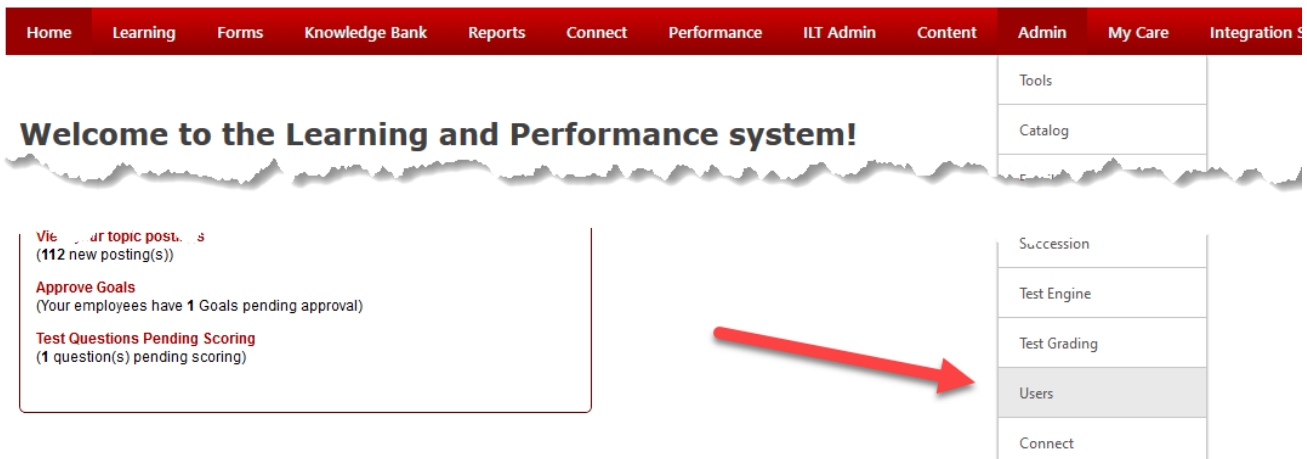 Home Learning Forms Knowledge Bank Reports Connect Performance ILT Admin Content Admin My Care Integration S
Tools
Welcome to the Learning and Performance system!
Catalog
Succession
(112 new posting(s))
Approve Goals
(Your employees have 1 Goals pending approval)
Test Engine
Test Questions Pending Scoring
(1 question(s) pending scoring)
Test Grading
Users
Connect